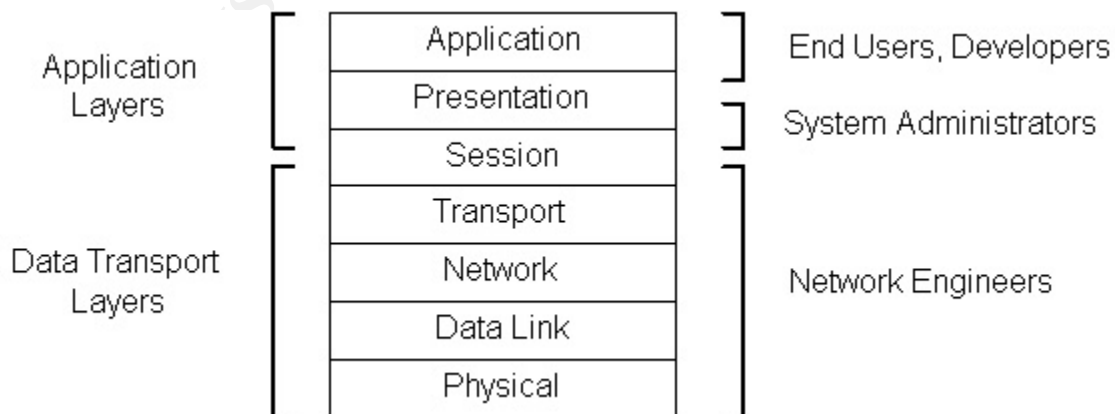 Application
Layers
Data Transport
Layers
Application
Presentation
Session
Transport
Network
Data Link
Physical
End Users, Developers
System Administrators
Network Engineers